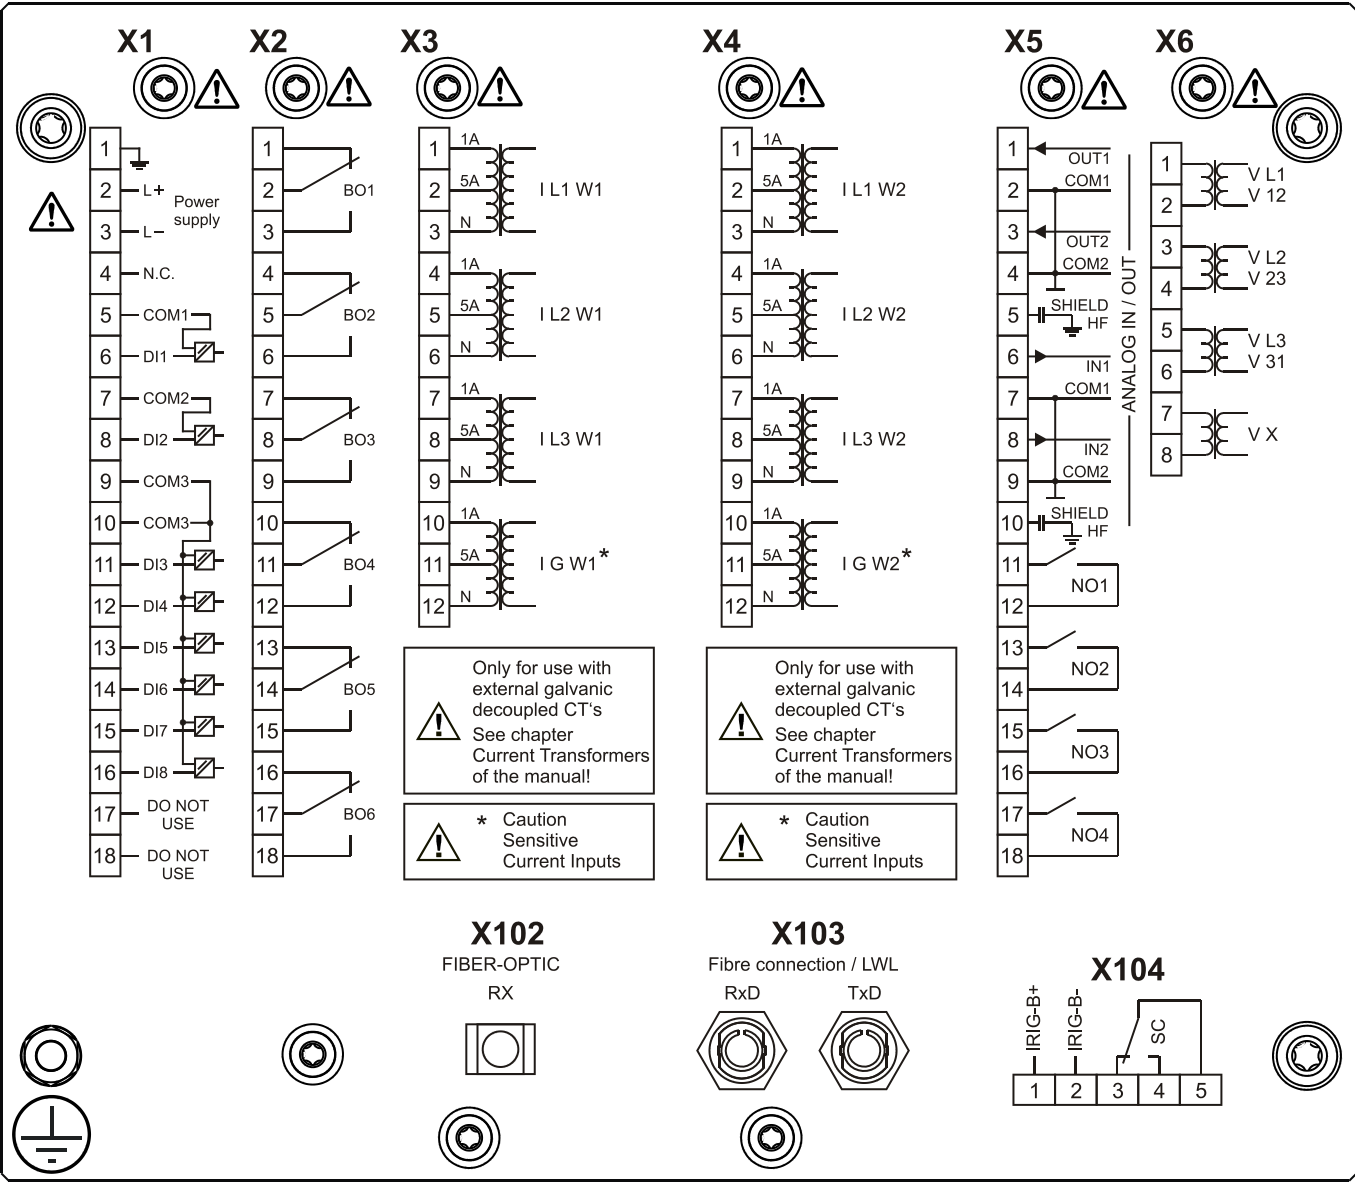 X1
X2
X3
X4
X5
X6
1
2 L+
Power
supply
3 L−
4 N.C.
5 COM1
6 DI1
7 COM2
8 DI2
9 COM3
10 COM3
11 DI3
12 DI4
13 DI5
14 DI6
15 DI7
16 DI8
17 DO NOT
USE
18 DO NOT
USE
1
2 BO1
3
4
5 BO2
6
7
8 BO3
9
10
11 BO4
12
13
14 BO5
15
16
17 BO6
18
1 1A
2 5A I L1 W1
3 N
4 1A
5 5A I L2 W1
6 N
7 1A
8 5A I L3 W1
9 N
10 1A
11 5A I G W1*
12 N
Only for use with
external galvanic
decoupled CT‘s
See chapter
Current Transformers
of the manual!
* Caution
Sensitive
Current Inputs
1 1A
2 5A I L1 W2
3 N
4 1A
5 5A I L2 W2
6 N
7 1A
8 5A I L3 W2
9 N
10 1A
11 5A I G W2*
12 N
Only for use with
external galvanic
decoupled CT‘s
See chapter
Current Transformers
of the manual!
* Caution
Sensitive
Current Inputs
1 OUT1
2 COM1
3 OUT2
4 COM2
5 SHIELD
HF
6 IN1
7 COM1
8 IN2
9 COM2
10 SHIELD
HF
ANALOG IN / OUT
11
NO1
12
13
NO2
14
15
NO3
16
17
NO4
18
1 V L1
2 V 12
3 V L2
4 V 23
5 V L3
6 V 31
7
V X
8
X102
FIBER-OPTIC
RX
X103
Fibre connection / LWL
RxD TxD
X104
IRIG-B+
IRIG-B-
SC
1 2 3 4 5